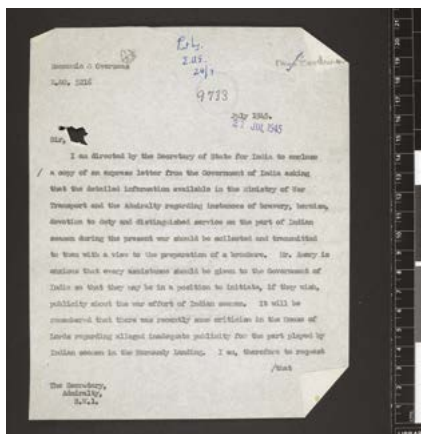 Economic & Overseas
E.&O. 5216
9733
July 1945.
27 JUL 1945
Sir,
I am directed by the Secretary of State for India to enclose
a copy of an express letter from the Government of India asking
that the detailed information available in the Ministry of War
Transport and the Admiralty regarding instances of bravery, heroism,
devotion to duty and distinguished service on the part of Indian
seamen during the present war should be collected and transmitted
to them with a view to the preparation of a brochure. Mr. Amery is
anxious that every assistance should be given to the Government of
India so that they may be in a position to initiate, if they wish,
publicity about the war effort of Indian seamen. It will be
remembered that there was recently some criticism in the House of
Lords regarding alleged inadequate publicity for the part played by
Indian seamen in the Normandy landing. I am, therefore to request
/that
The Secretary,
Admiralty,
S.W.1.